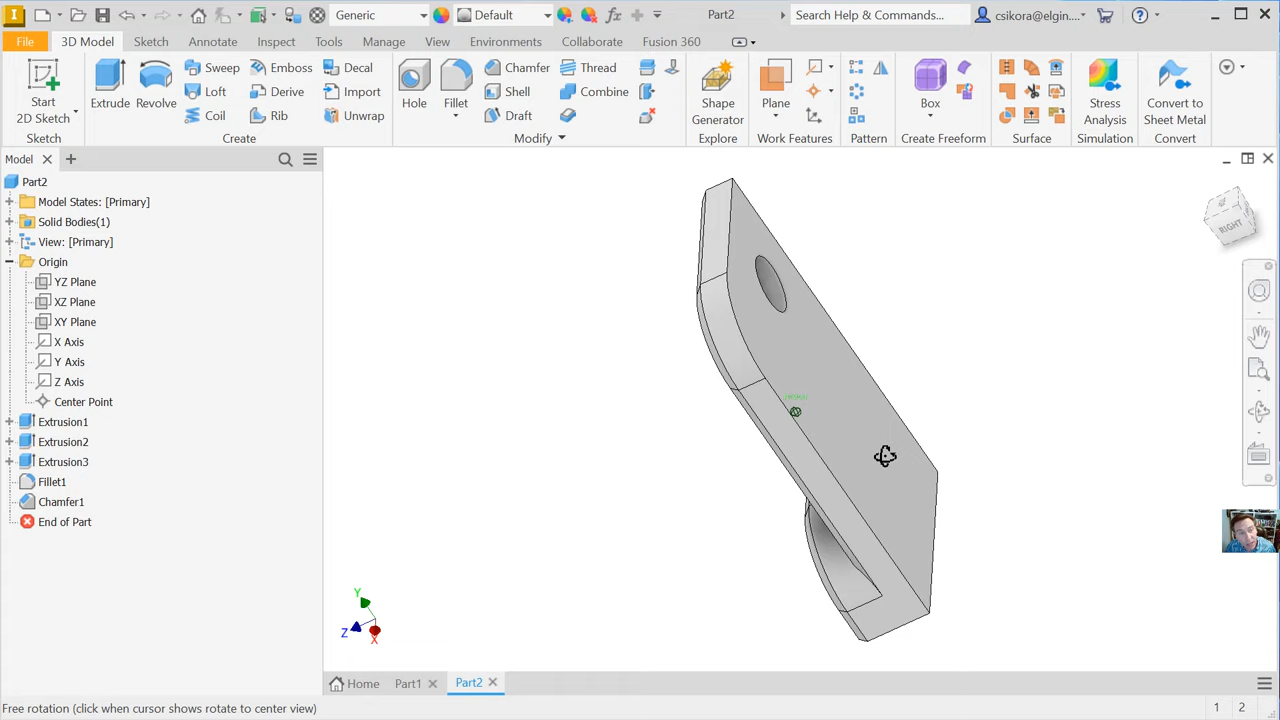 Generic
Default
Part2
Search Help & Commands...
csikora@elgin....
File
3D Model
Sketch
Annotate
Inspect
Tools
Manage
View
Environments
Collaborate
Fusion 360
Start
2D Sketch
Extrude
Revolve
Sweep
Loft
Coil
Emboss
Derive
Rib
Decal
Import
Unwrap
Hole
Fillet
Chamfer
Shell
Draft
Thread
Combine
Shape
Generator
Plane
Box
Stress
Analysis
Convert to
Sheet Metal
Sketch
Create
Modify
Explore
Work Features
Pattern
Create Freeform
Surface
Simulation
Convert
Model
Part2
Model States: [Primary]
Solid Bodies(1)
View: [Primary]
Origin
YZ Plane
XZ Plane
XY Plane
X Axis
Y Axis
Z Axis
Center Point
Extrusion1
Extrusion2
Extrusion3
Fillet1
Chamfer1
End of Part
RIGHT
Y
Z
X
Home
Part1
Part2
Free rotation (click when cursor shows rotate to center view)
1
2